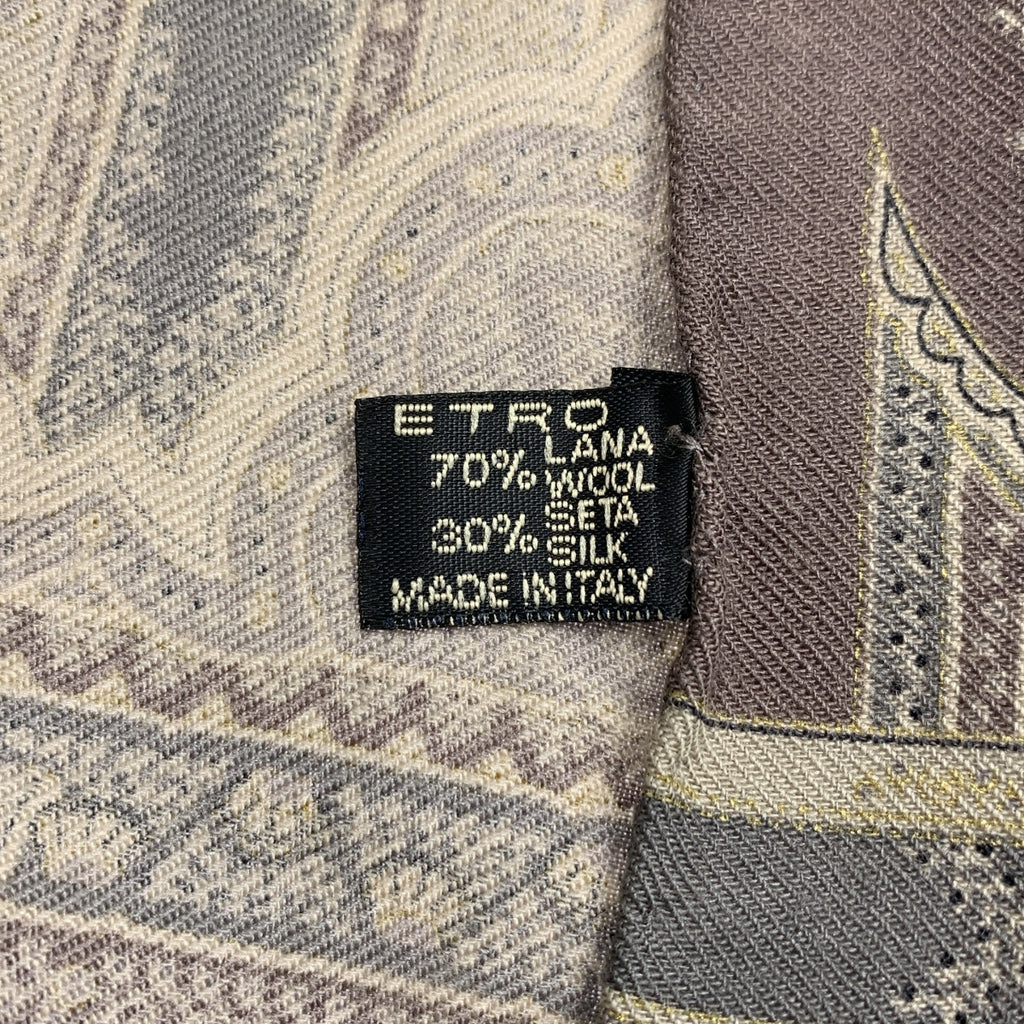 ETRO
70% LANA
WOOL
30% SETA
SILK
MADE IN ITALY